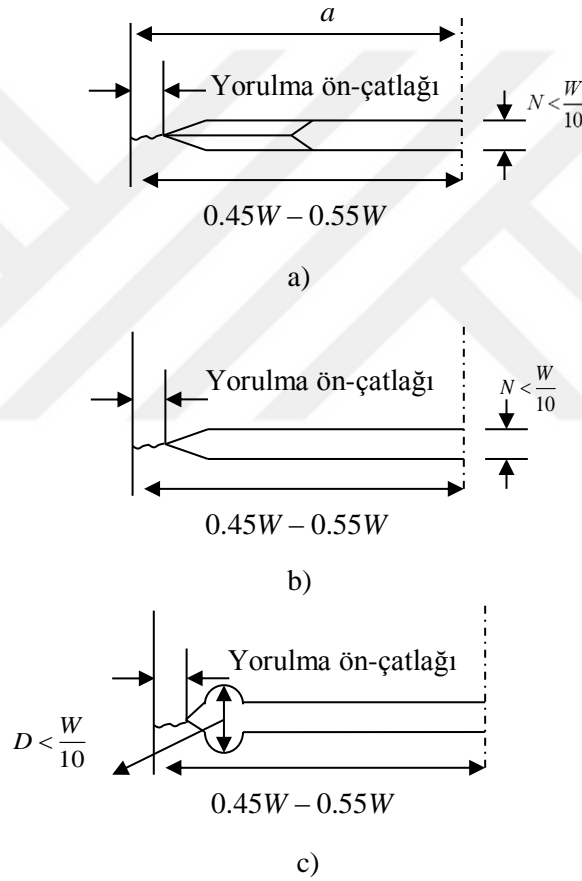 a
Yorulma ön-çatlağı
N < W/10
0.45W – 0.55W
a)
Yorulma ön-çatlağı
N < W/10
0.45W – 0.55W
b)
Yorulma ön-çatlağı
D < W/10
0.45W – 0.55W
c)